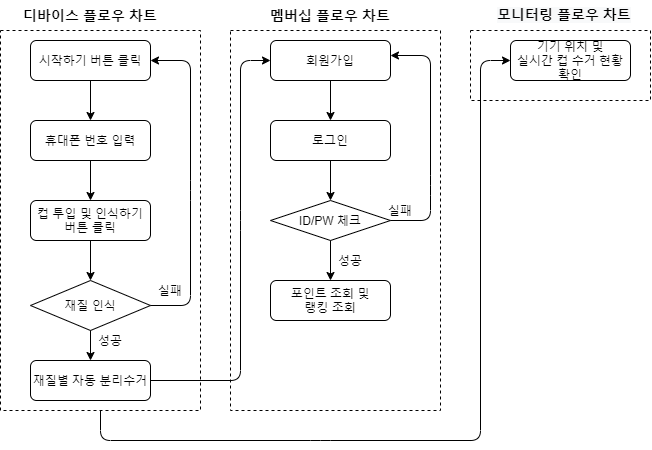 디바이스 플로우 차트
시작하기 버튼 클릭
휴대폰 번호 입력
컵 투입 및 인식하기
버튼 클릭
재질 인식
실패
성공
재질별 자동 분리수거
멤버십 플로우 차트
회원가입
로그인
ID/PW 체크
실패
성공
포인트 조회 및
랭킹 조회
모니터링 플로우 차트
기기 위치 및
실시간 컵 수거 현황
확인